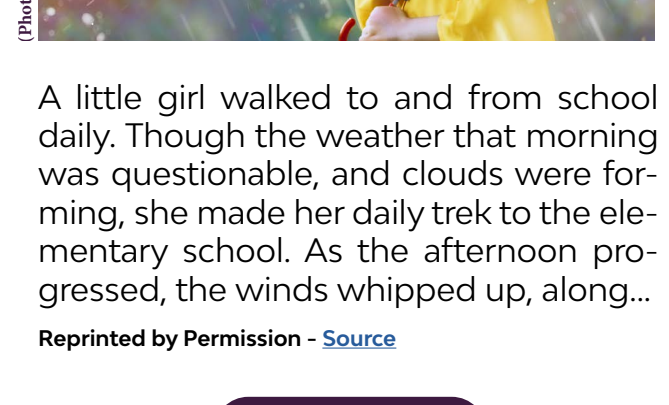 (Phot
A little girl walked to and from school
daily. Though the weather that morning
was questionable, and clouds were for-
ming, she made her daily trek to the ele-
mentary school. As the afternoon pro-
gressed, the winds whipped up, along...
Reprinted by Permission - Source